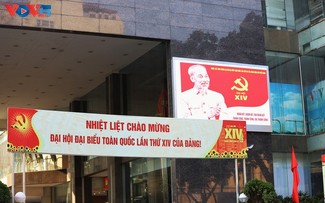 VOV
NHIỆT LIỆT CHÀO MỪNG
ĐẠI HỘI ĐẠI BIỂU TOÀN QUỐC LẦN THỨ XIV CỦA ĐẢNG!
XIV
XIV